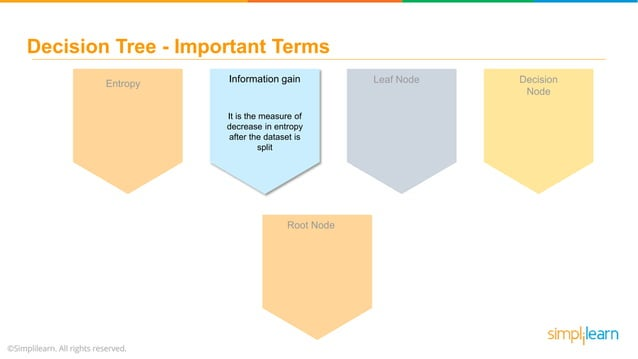 Decision Tree - Important Terms
Entropy
Information gain
It is the measure of
decrease in entropy
after the dataset is
split
Leaf Node
Decision
Node
Root Node
simplilearn
©Simplilearn. All rights reserved.